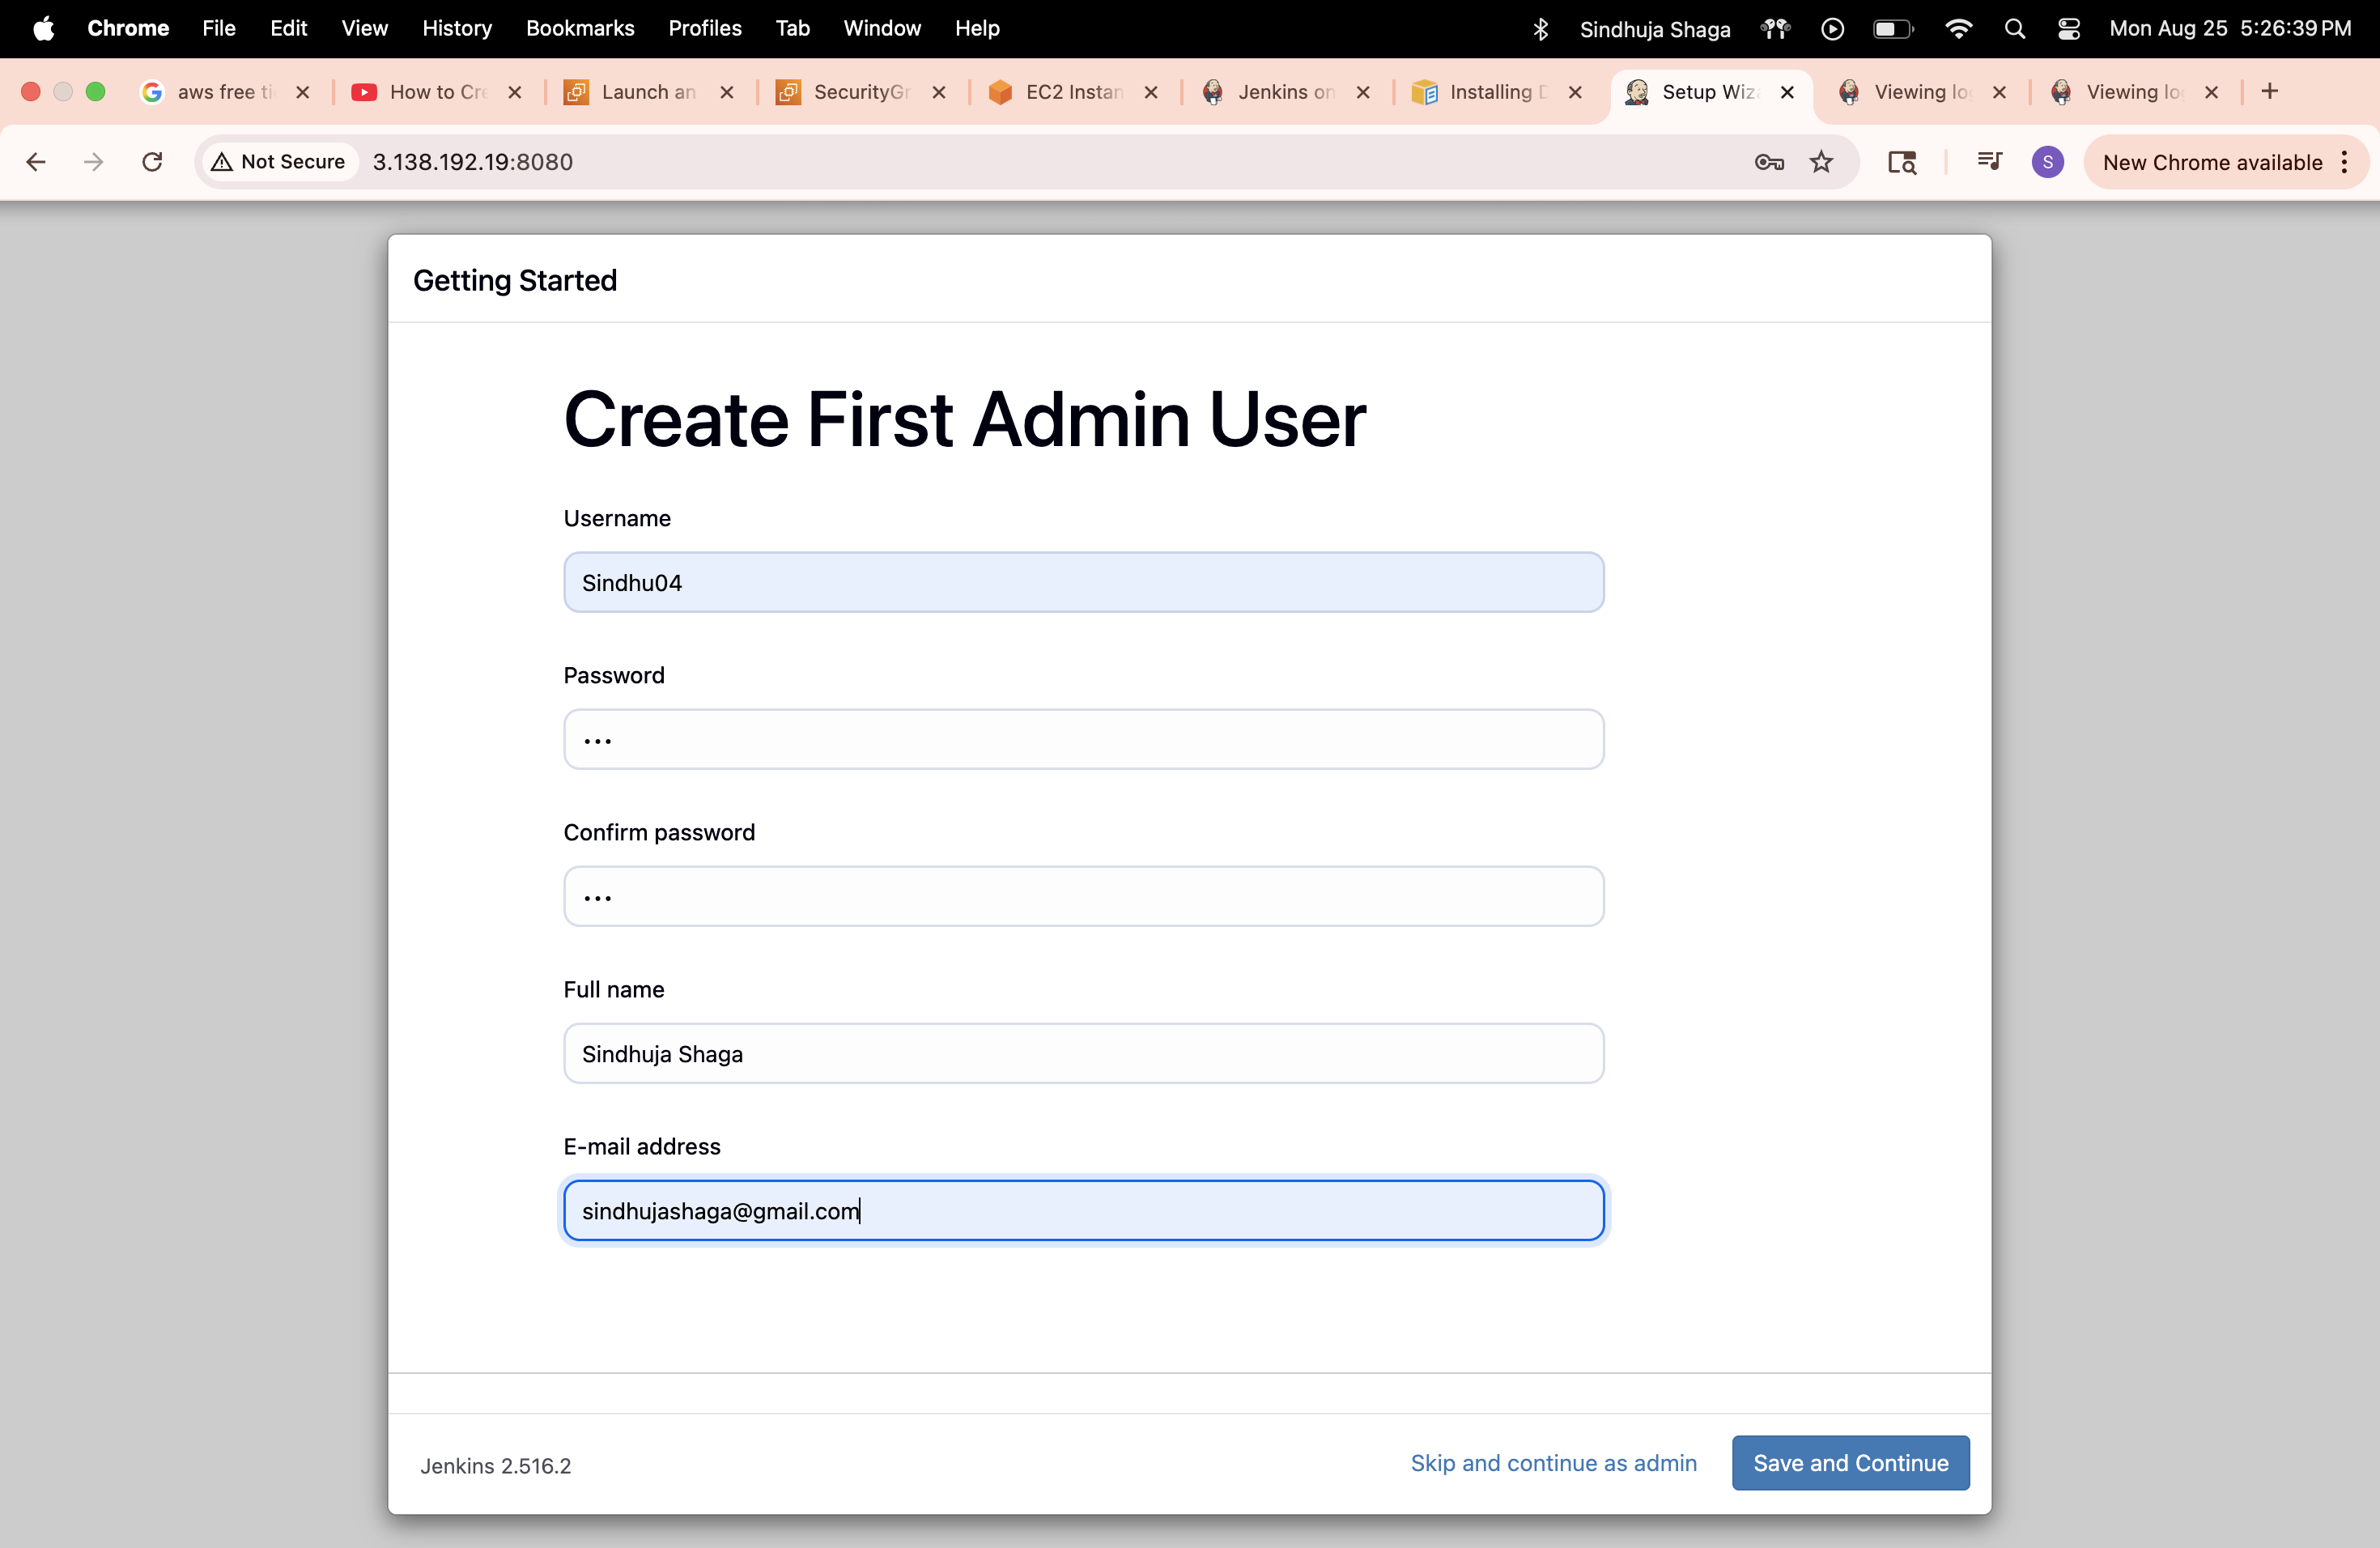 Chrome File Edit View History Bookmarks Profiles Tab Window Help Sindhuja Shaga Mon Aug 25 5:26:39 PM
aws free ti How to Cre Launch an SecurityGr EC2 Instan Jenkins on Installing D Setup Wiza Viewing lo Viewing lo
Not Secure 3.138.192.19:8080 S New Chrome available
Getting Started
Create First Admin User
Username
Sindhu04
Password
•••
Confirm password
•••
Full name
Sindhuja Shaga
E-mail address
sindhujashaga@gmail.com
Jenkins 2.516.2 Skip and continue as admin Save and Continue